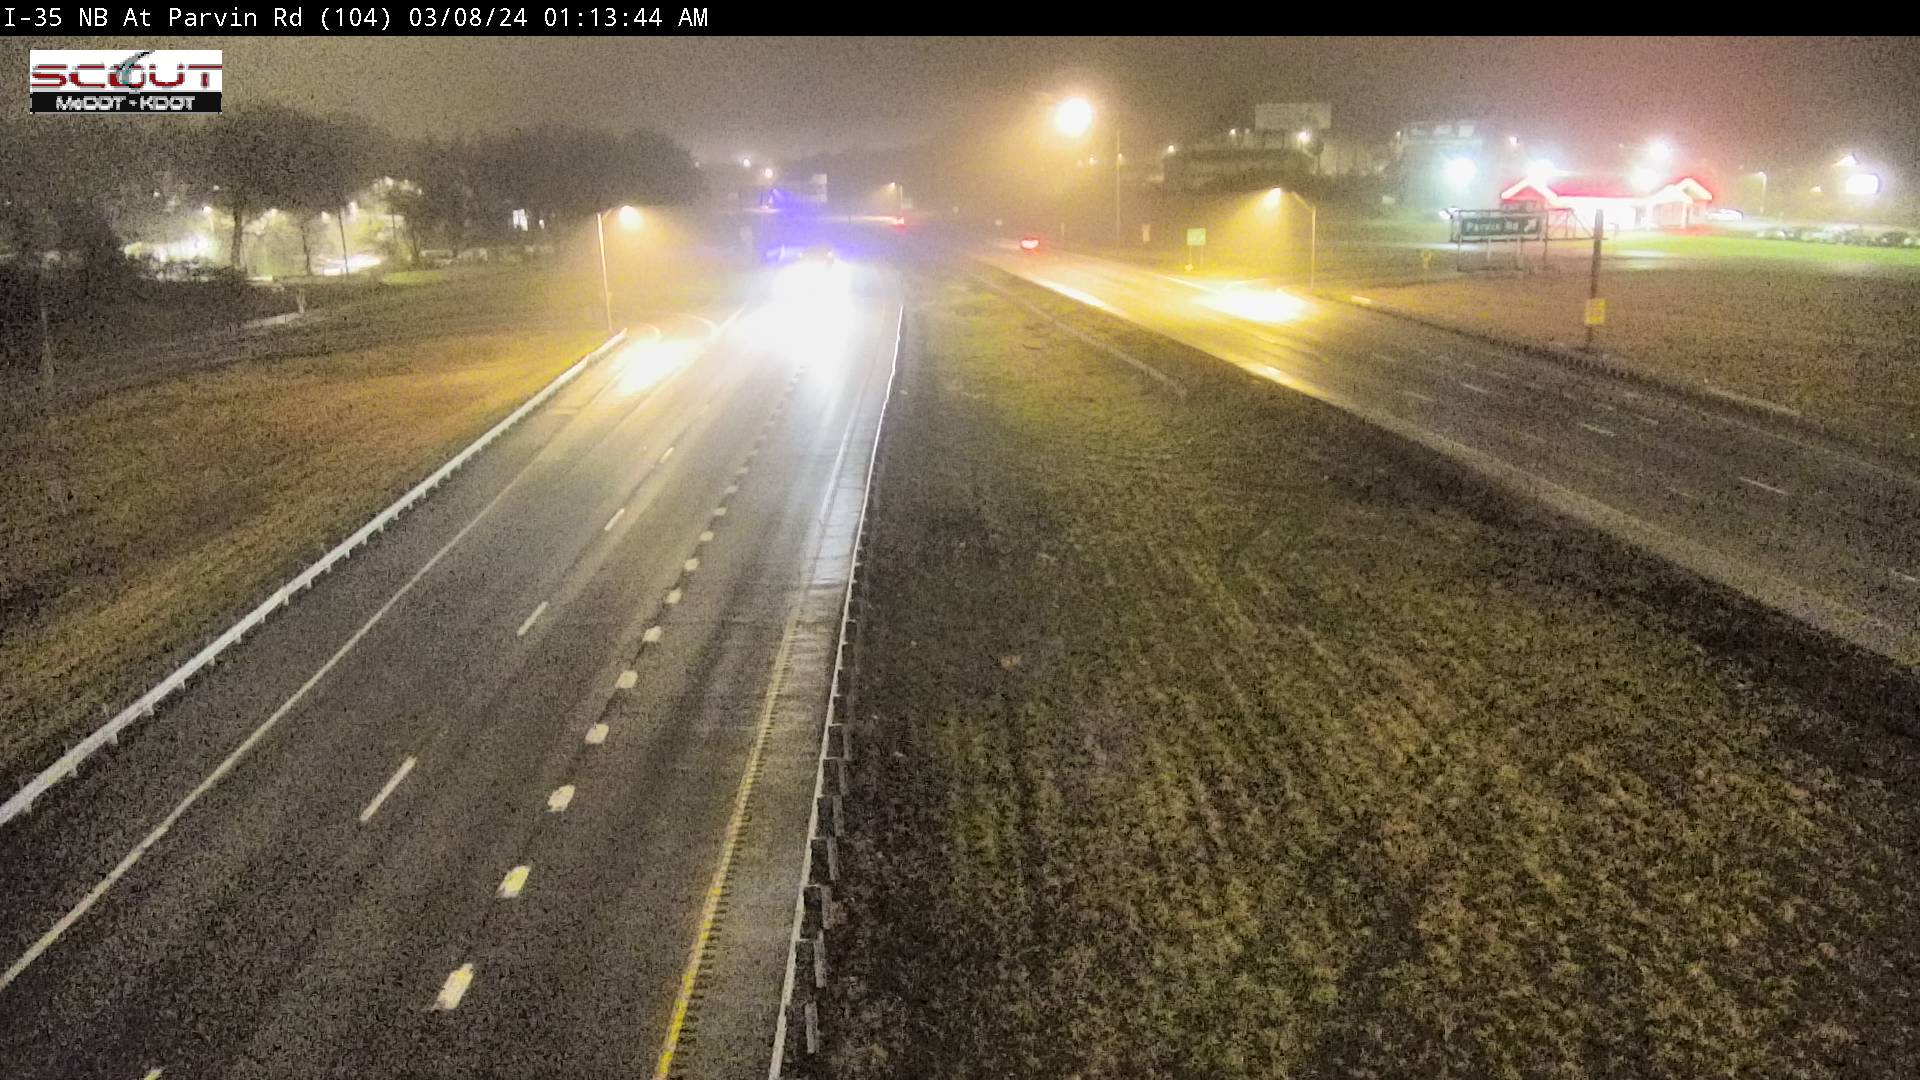 I-35 NB At Parvin Rd (104) 03/08/24 01:13:44 AM
SCOUT
MoDOT - KDOT
Parvin Rd